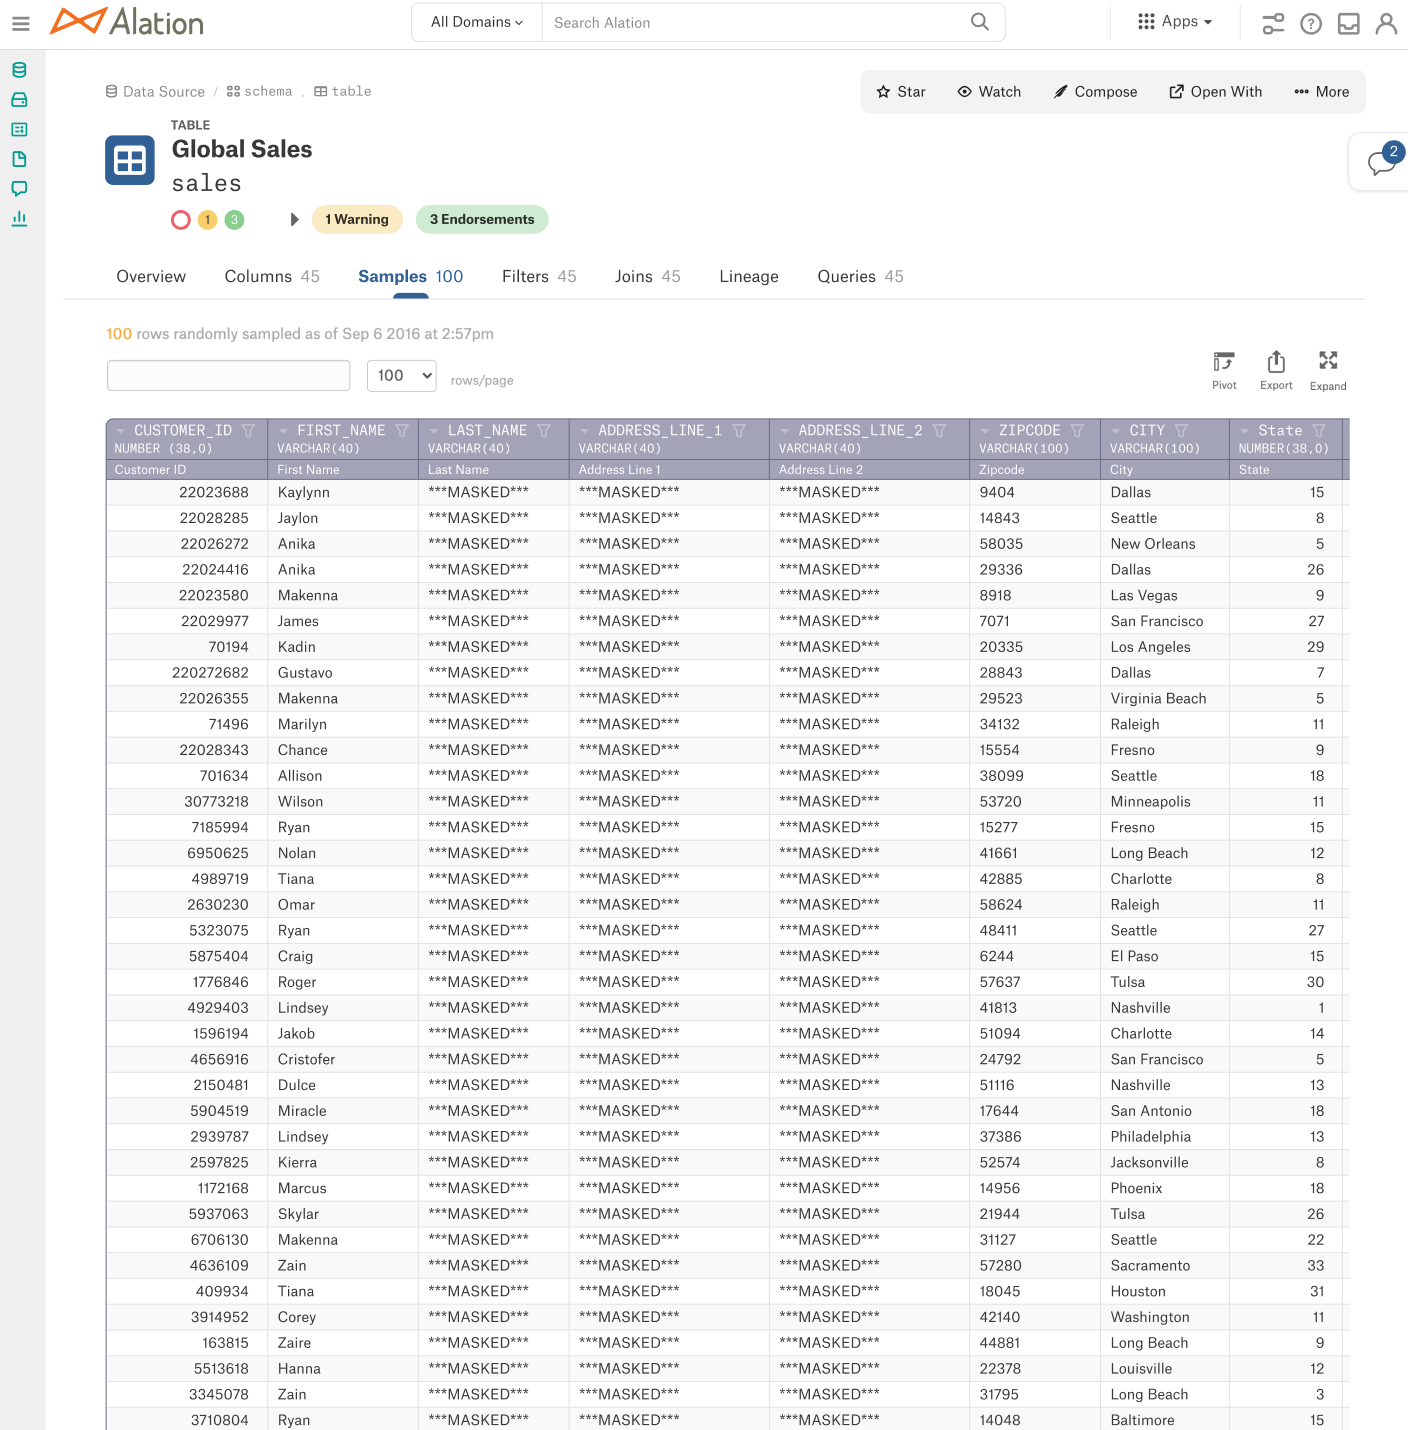 Alation
All Domains
Search Alation
Apps
Data Source / schema . table
Star Watch Compose Open With More
2
TABLE
Global Sales
sales
1 3 1 Warning 3 Endorsements
Overview Columns 45 Samples 100 Filters 45 Joins 45 Lineage Queries 45
100 rows randomly sampled as of Sep 6 2016 at 2:57pm
100 rows/page
Pivot Export Expand
CUSTOMER_ID FIRST_NAME LAST_NAME ADDRESS_LINE_1 ADDRESS_LINE_2 ZIPCODE CITY State
NUMBER (38,0) VARCHAR(40) VARCHAR(40) VARCHAR(40) VARCHAR(40) VARCHAR(100) VARCHAR(100) NUMBER(38,0)
Customer ID First Name Last Name Address Line 1 Address Line 2 Zipcode City State
22023688 Kaylynn ***MASKED*** ***MASKED*** ***MASKED*** 9404 Dallas 15
22028285 Jaylon ***MASKED*** ***MASKED*** ***MASKED*** 14843 Seattle 8
22026272 Anika ***MASKED*** ***MASKED*** ***MASKED*** 58035 New Orleans 5
22024416 Anika ***MASKED*** ***MASKED*** ***MASKED*** 29336 Dallas 26
22023580 Makenna ***MASKED*** ***MASKED*** ***MASKED*** 8918 Las Vegas 9
22029977 James ***MASKED*** ***MASKED*** ***MASKED*** 7071 San Francisco 27
70194 Kadin ***MASKED*** ***MASKED*** ***MASKED*** 20335 Los Angeles 29
220272682 Gustavo ***MASKED*** ***MASKED*** ***MASKED*** 28843 Dallas 7
22026355 Makenna ***MASKED*** ***MASKED*** ***MASKED*** 29523 Virginia Beach 5
71496 Marilyn ***MASKED*** ***MASKED*** ***MASKED*** 34132 Raleigh 11
22028343 Chance ***MASKED*** ***MASKED*** ***MASKED*** 15554 Fresno 9
701634 Allison ***MASKED*** ***MASKED*** ***MASKED*** 38099 Seattle 18
30773218 Wilson ***MASKED*** ***MASKED*** ***MASKED*** 53720 Minneapolis 11
7185994 Ryan ***MASKED*** ***MASKED*** ***MASKED*** 15277 Fresno 15
6950625 Nolan ***MASKED*** ***MASKED*** ***MASKED*** 41661 Long Beach 12
4989719 Tiana ***MASKED*** ***MASKED*** ***MASKED*** 42885 Charlotte 8
2630230 Omar ***MASKED*** ***MASKED*** ***MASKED*** 58624 Raleigh 11
5323075 Ryan ***MASKED*** ***MASKED*** ***MASKED*** 48411 Seattle 27
5875404 Craig ***MASKED*** ***MASKED*** ***MASKED*** 6244 El Paso 15
1776846 Roger ***MASKED*** ***MASKED*** ***MASKED*** 57637 Tulsa 30
4929403 Lindsey ***MASKED*** ***MASKED*** ***MASKED*** 41813 Nashville 1
1596194 Jakob ***MASKED*** ***MASKED*** ***MASKED*** 51094 Charlotte 14
4656916 Cristofer ***MASKED*** ***MASKED*** ***MASKED*** 24792 San Francisco 5
2150481 Dulce ***MASKED*** ***MASKED*** ***MASKED*** 51116 Nashville 13
5904519 Miracle ***MASKED*** ***MASKED*** ***MASKED*** 17644 San Antonio 18
2939787 Lindsey ***MASKED*** ***MASKED*** ***MASKED*** 37386 Philadelphia 13
2597825 Kierra ***MASKED*** ***MASKED*** ***MASKED*** 52574 Jacksonville 8
1172168 Marcus ***MASKED*** ***MASKED*** ***MASKED*** 14956 Phoenix 18
5937063 Skylar ***MASKED*** ***MASKED*** ***MASKED*** 21944 Tulsa 26
6706130 Makenna ***MASKED*** ***MASKED*** ***MASKED*** 31127 Seattle 22
4636109 Zain ***MASKED*** ***MASKED*** ***MASKED*** 57280 Sacramento 33
409934 Tiana ***MASKED*** ***MASKED*** ***MASKED*** 18045 Houston 31
3914952 Corey ***MASKED*** ***MASKED*** ***MASKED*** 42140 Washington 11
163815 Zaire ***MASKED*** ***MASKED*** ***MASKED*** 44881 Long Beach 9
5513618 Hanna ***MASKED*** ***MASKED*** ***MASKED*** 22378 Louisville 12
3345078 Zain ***MASKED*** ***MASKED*** ***MASKED*** 31795 Long Beach 3
3710804 Ryan ***MASKED*** ***MASKED*** ***MASKED*** 14048 Baltimore 15